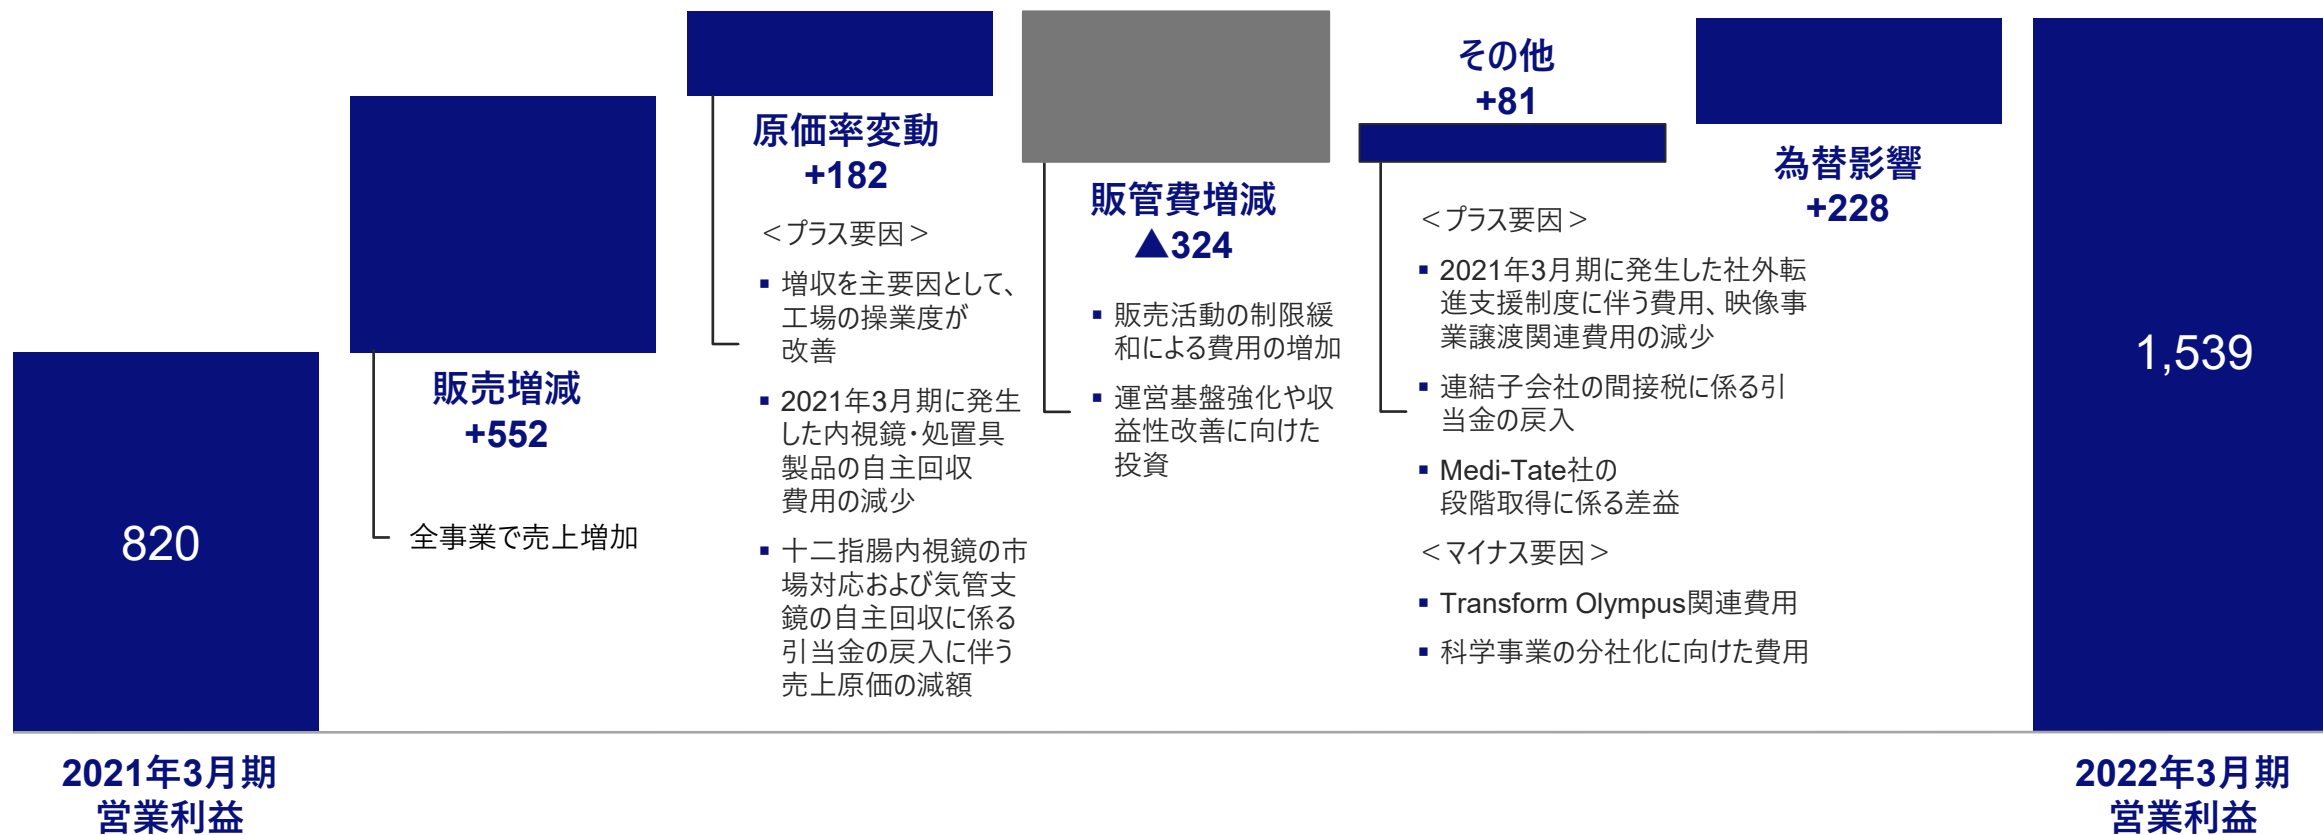 820
2021年3月期
営業利益
販売増減
+552
全事業で売上増加
原価率変動
+182
＜プラス要因＞
▪ 増収を主要因として、
工場の操業度が
改善
▪ 2021年3月期に発生
した内視鏡・処置具
製品の自主回収
費用の減少
▪ 十二指腸内視鏡の市
場対応および気管支
鏡の自主回収に係る
引当金の戻入に伴う
売上原価の減額
販管費増減
▲324
▪ 販売活動の制限緩
和による費用の増加
▪ 運営基盤強化や収
益性改善に向けた
投資
その他
+81
＜プラス要因＞
▪ 2021年3月期に発生した社外転
進支援制度に伴う費用、映像事
業譲渡関連費用の減少
▪ 連結子会社の間接税に係る引
当金の戻入
▪ Medi-Tate社の
段階取得に係る差益
＜マイナス要因＞
▪ Transform Olympus関連費用
▪ 科学事業の分社化に向けた費用
為替影響
+228
1,539
2022年3月期
営業利益